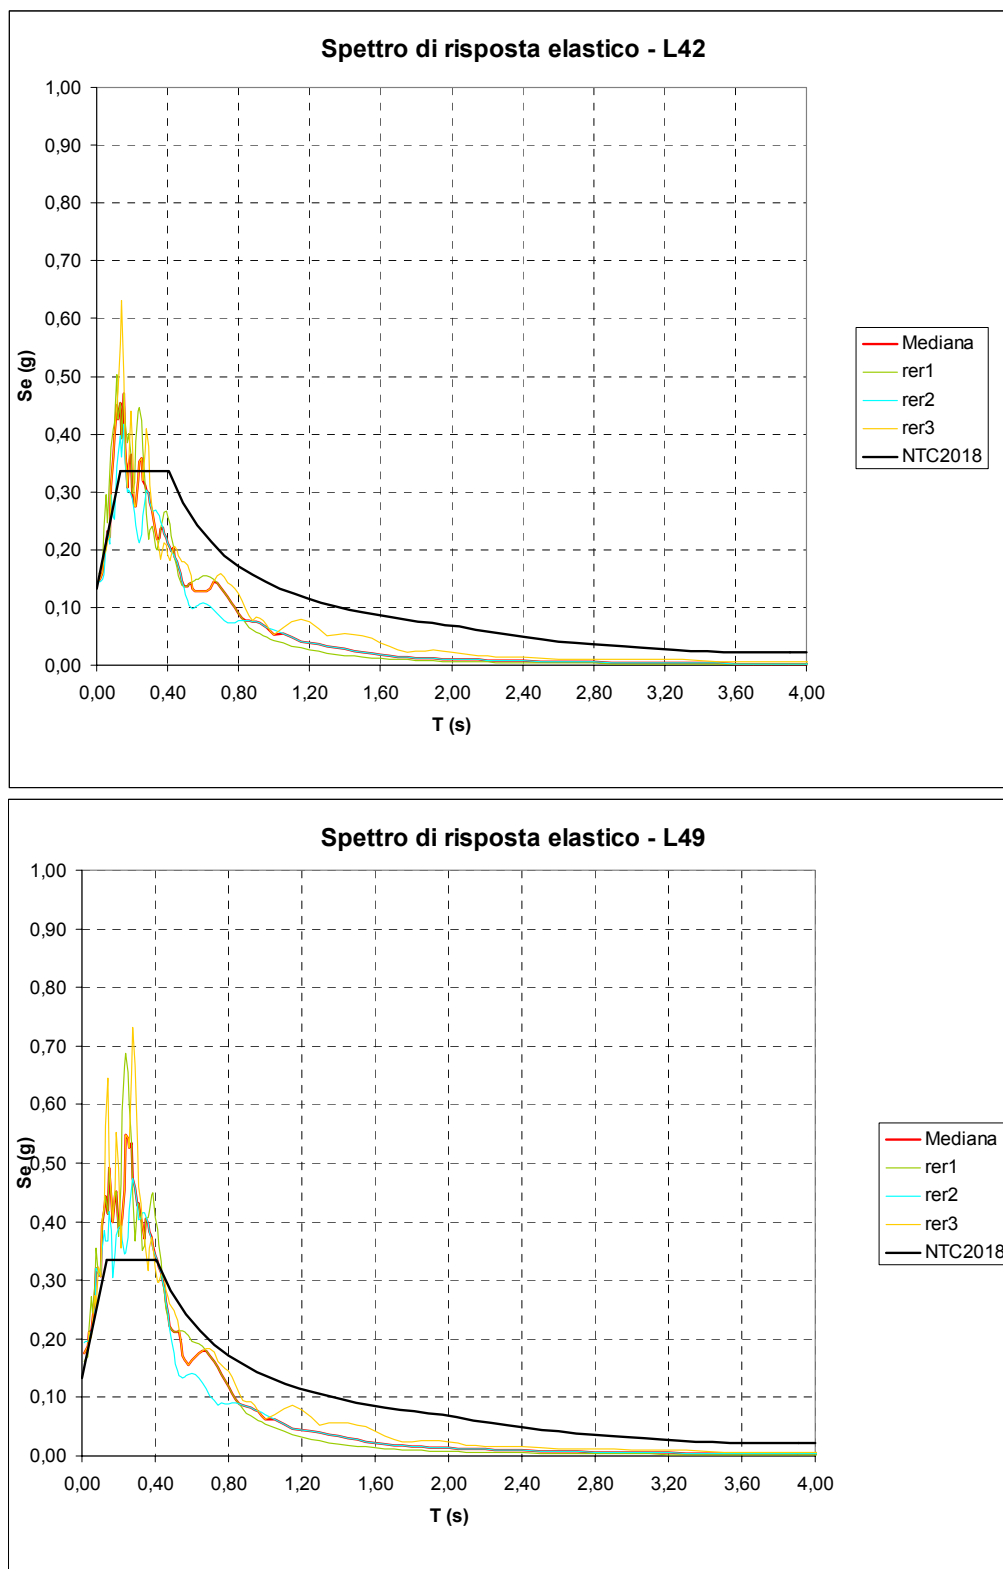 Spettro di risposta elastico - L42
1,00
0,90
0,80
0,70
0,60
0,50
0,40
0,30
0,20
0,10
0,00
Se (g)
0,00 0,40 0,80 1,20 1,60 2,00 2,40 2,80 3,20 3,60 4,00
T (s)
Mediana
rer1
rer2
rer3
NTC2018
Spettro di risposta elastico - L49
1,00
0,90
0,80
0,70
0,60
0,50
0,40
0,30
0,20
0,10
0,00
Se (g)
0,00 0,40 0,80 1,20 1,60 2,00 2,40 2,80 3,20 3,60 4,00
T (s)
Mediana
rer1
rer2
rer3
NTC2018